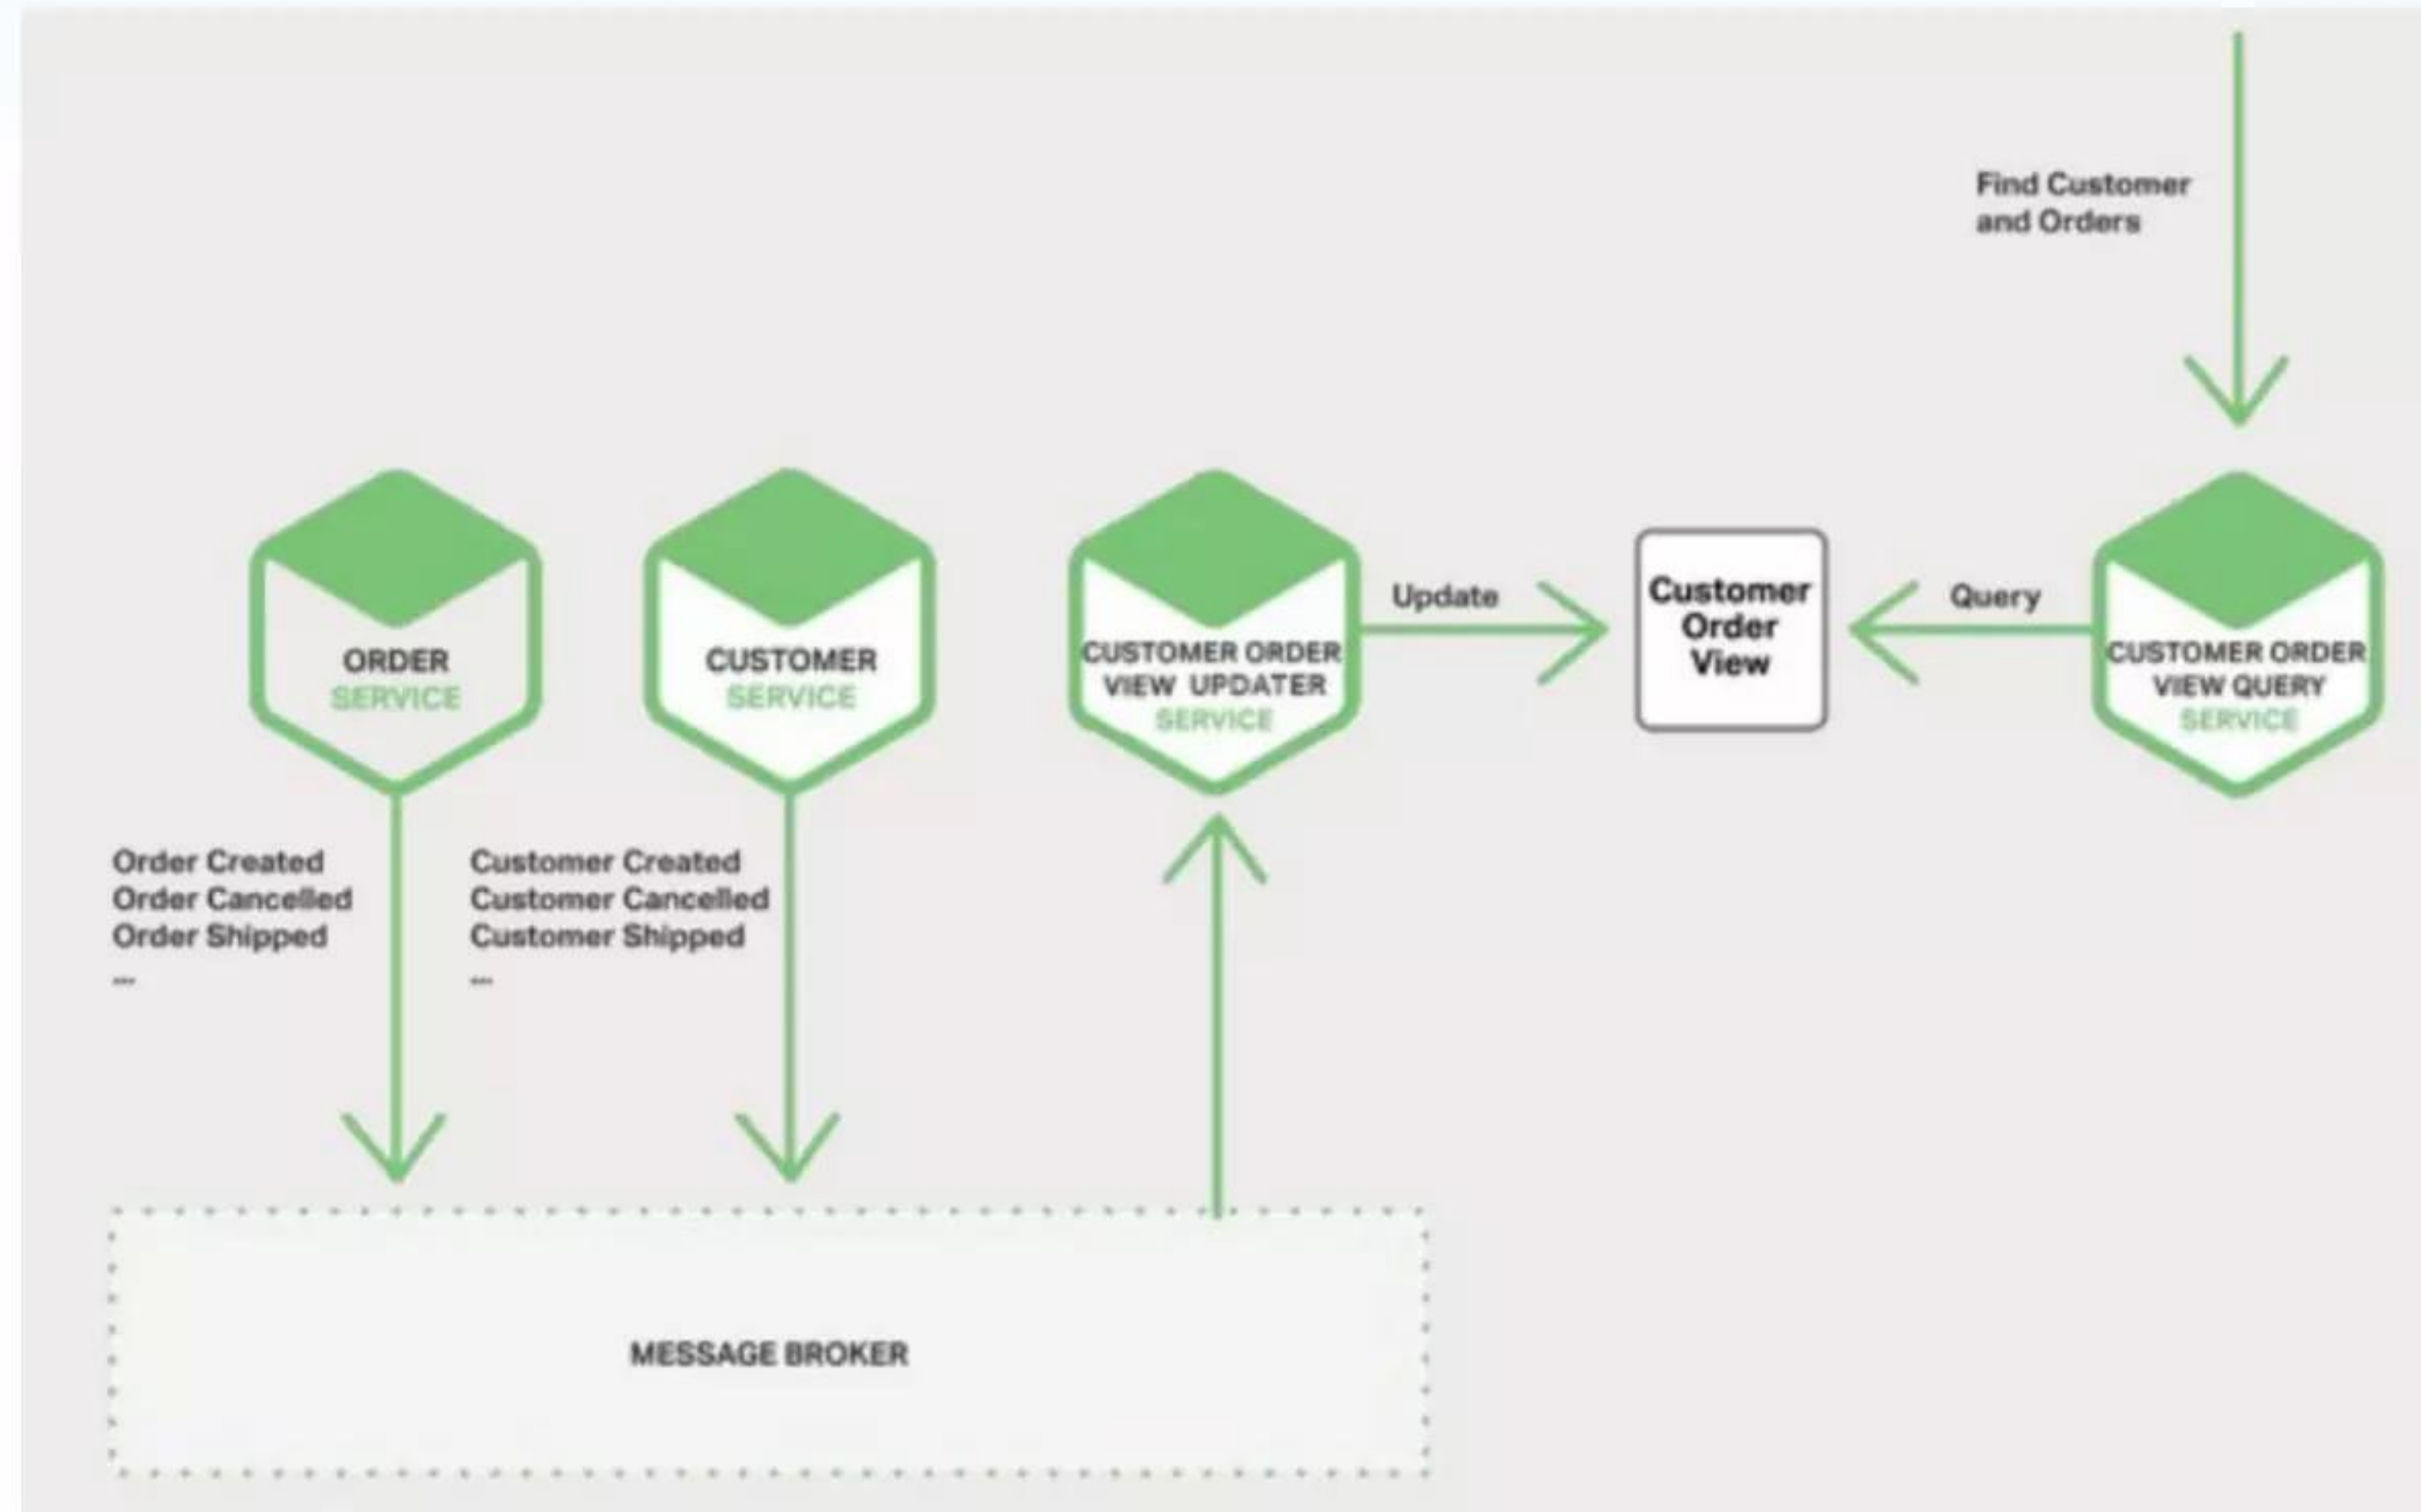 Find Customer
and Orders
ORDER
SERVICE
CUSTOMER
SERVICE
CUSTOMER ORDER
VIEW UPDATER
SERVICE
Update
Customer
Order
View
Query
CUSTOMER ORDER
VIEW QUERY
SERVICE
Order Created
Order Cancelled
Order Shipped
...
Customer Created
Customer Cancelled
Customer Shipped
...
MESSAGE BROKER